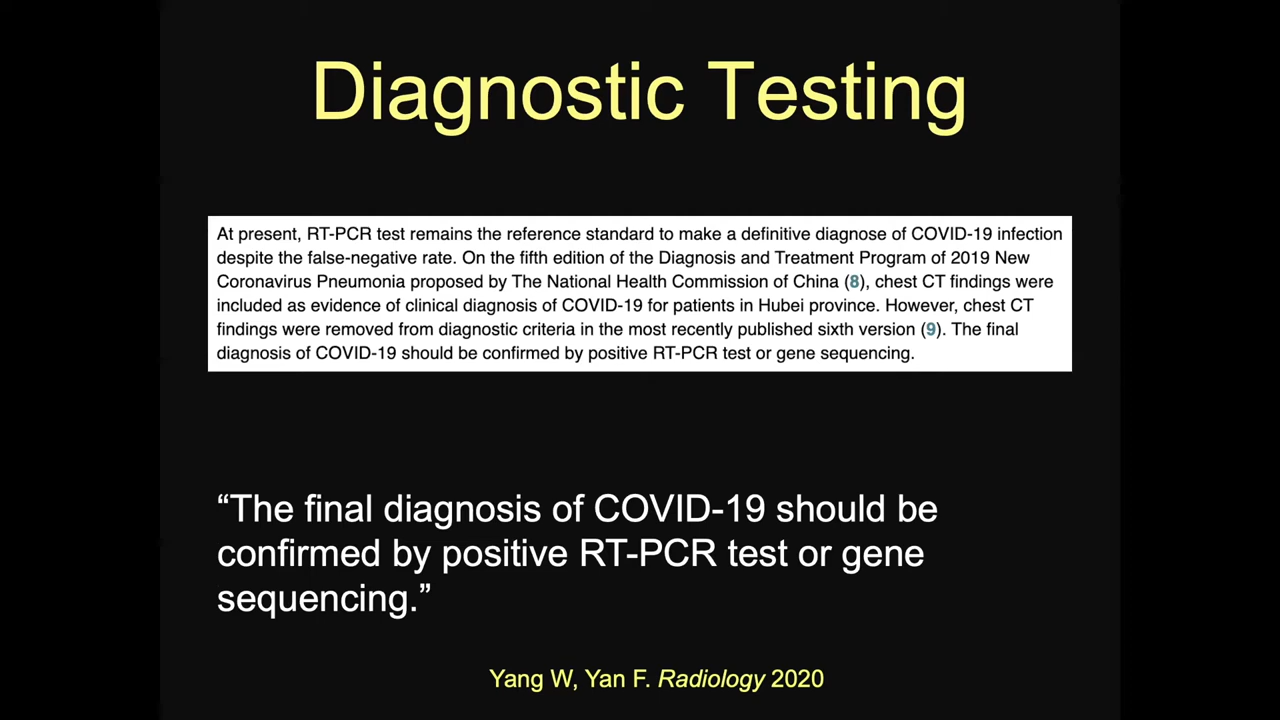 Diagnostic Testing
At present, RT-PCR test remains the reference standard to make a definitive diagnose of COVID-19 infection
despite the false-negative rate. On the fifth edition of the Diagnosis and Treatment Program of 2019 New
Coronavirus Pneumonia proposed by The National Health Commission of China (8), chest CT findings were
included as evidence of clinical diagnosis of COVID-19 for patients in Hubei province. However, chest CT
findings were removed from diagnostic criteria in the most recently published sixth version (9). The final
diagnosis of COVID-19 should be confirmed by positive RT-PCR test or gene sequencing.
“The final diagnosis of COVID-19 should be
confirmed by positive RT-PCR test or gene
sequencing.”
Yang W, Yan F. Radiology 2020